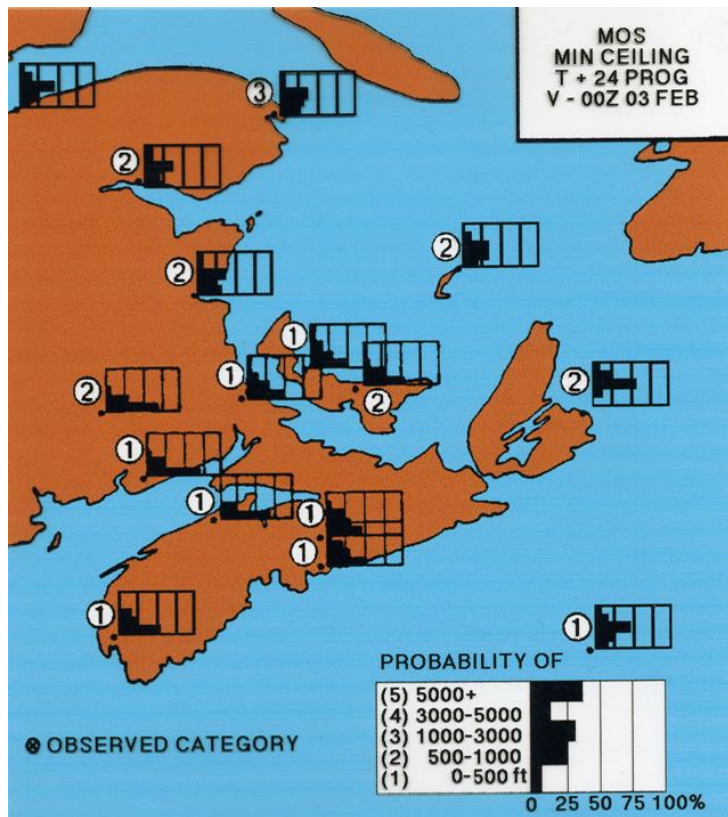 MOS
MIN CEILING
T + 24 PROG
V - 00Z 03 FEB
3
2
2
2
1
1
2
2
2
1
1
1
1
1
1
PROBABILITY OF
(5) 5000+
(4) 3000-5000
(3) 1000-3000
(2) 500-1000
(1) 0-500 ft
0 25 50 75 100%
⊗ OBSERVED CATEGORY